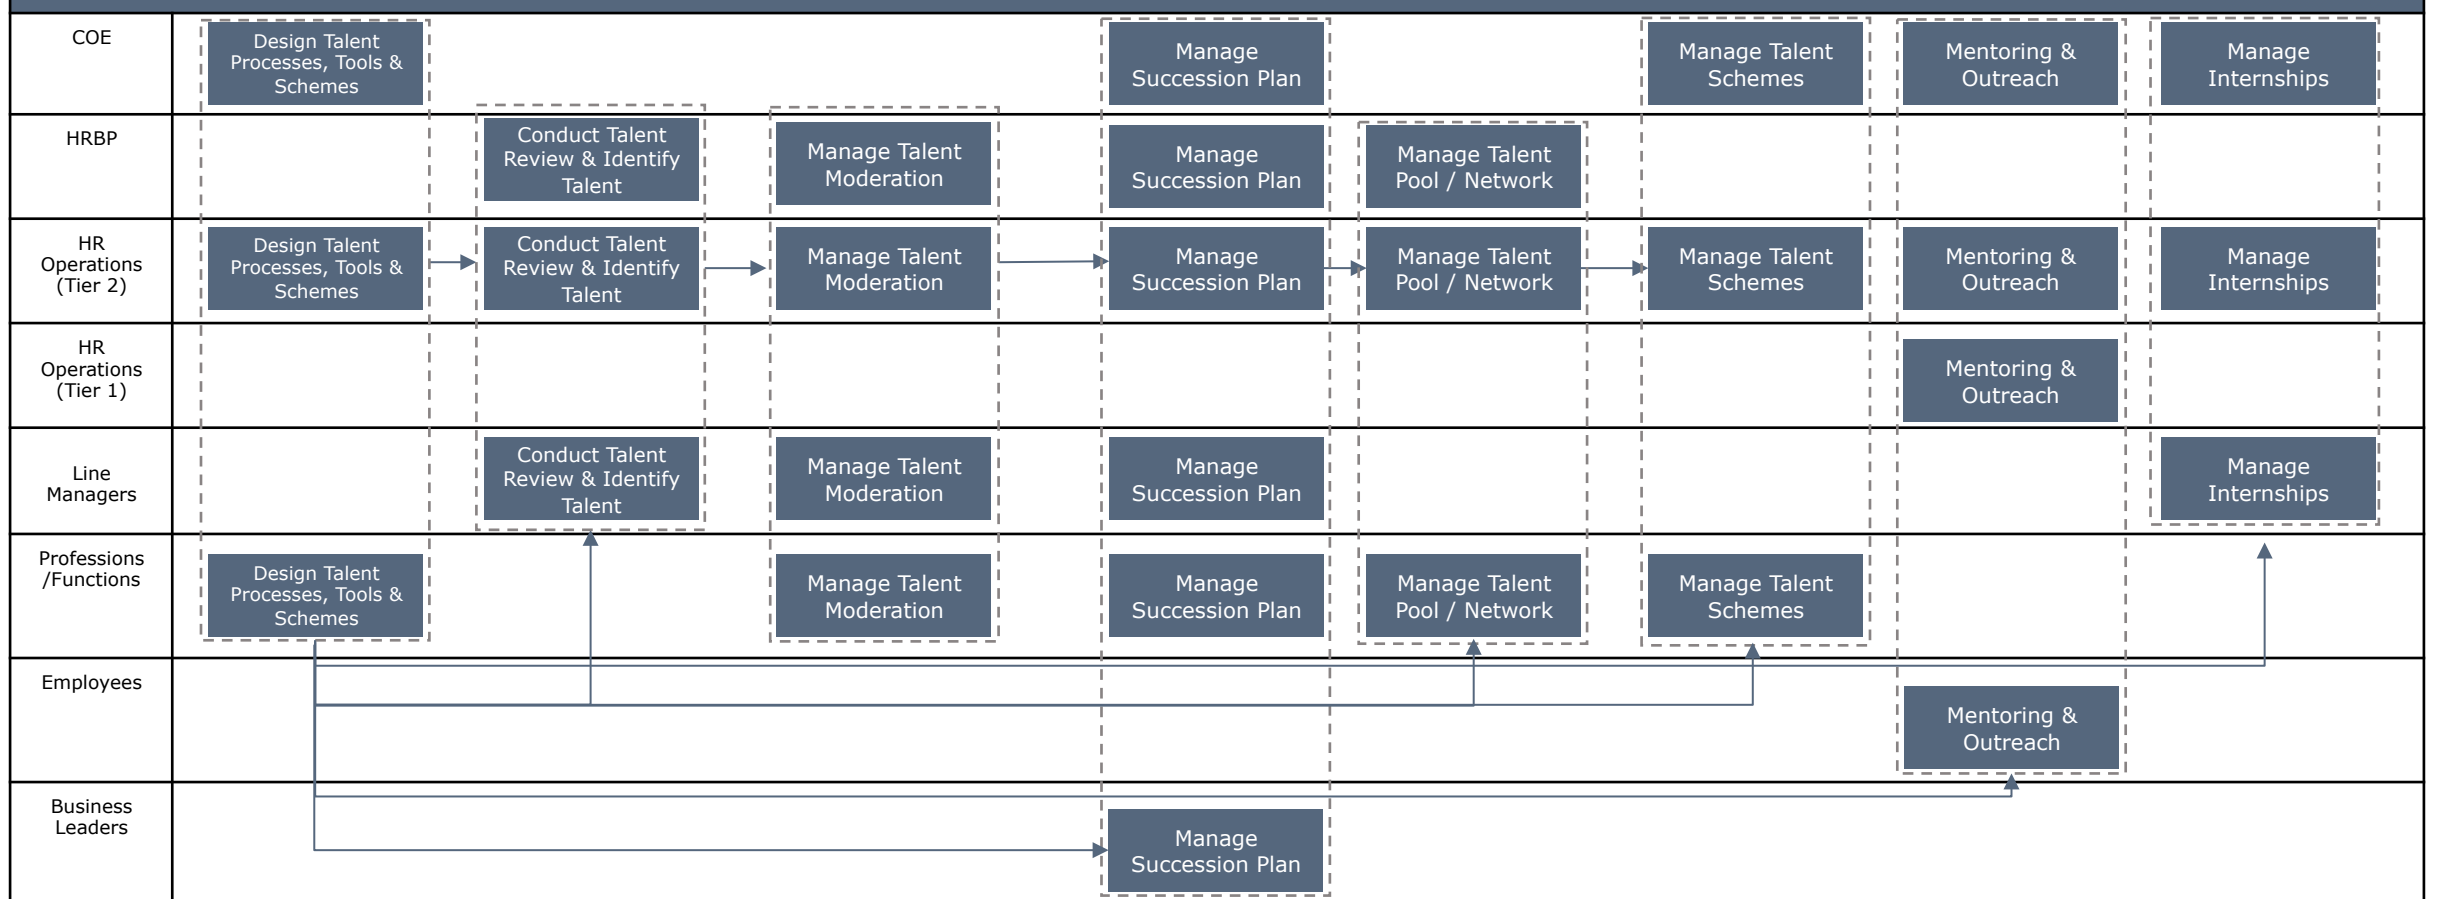 COE
Design Talent
Processes, Tools &
Schemes
Manage
Succession Plan
Manage Talent
Schemes
Mentoring &
Outreach
Manage
Internships
HRBP
Conduct Talent
Review & Identify
Talent
Manage Talent
Moderation
Manage
Succession Plan
Manage Talent
Pool / Network
HR
Operations
(Tier 2)
Design Talent
Processes, Tools &
Schemes
Conduct Talent
Review & Identify
Talent
Manage Talent
Moderation
Manage
Succession Plan
Manage Talent
Pool / Network
Manage Talent
Schemes
Mentoring &
Outreach
Manage
Internships
HR
Operations
(Tier 1)
Mentoring &
Outreach
Line
Managers
Conduct Talent
Review & Identify
Talent
Manage Talent
Moderation
Manage
Succession Plan
Manage
Internships
Professions
/Functions
Design Talent
Processes, Tools &
Schemes
Manage Talent
Moderation
Manage
Succession Plan
Manage Talent
Pool / Network
Manage Talent
Schemes
Employees
Mentoring &
Outreach
Business
Leaders
Manage
Succession Plan